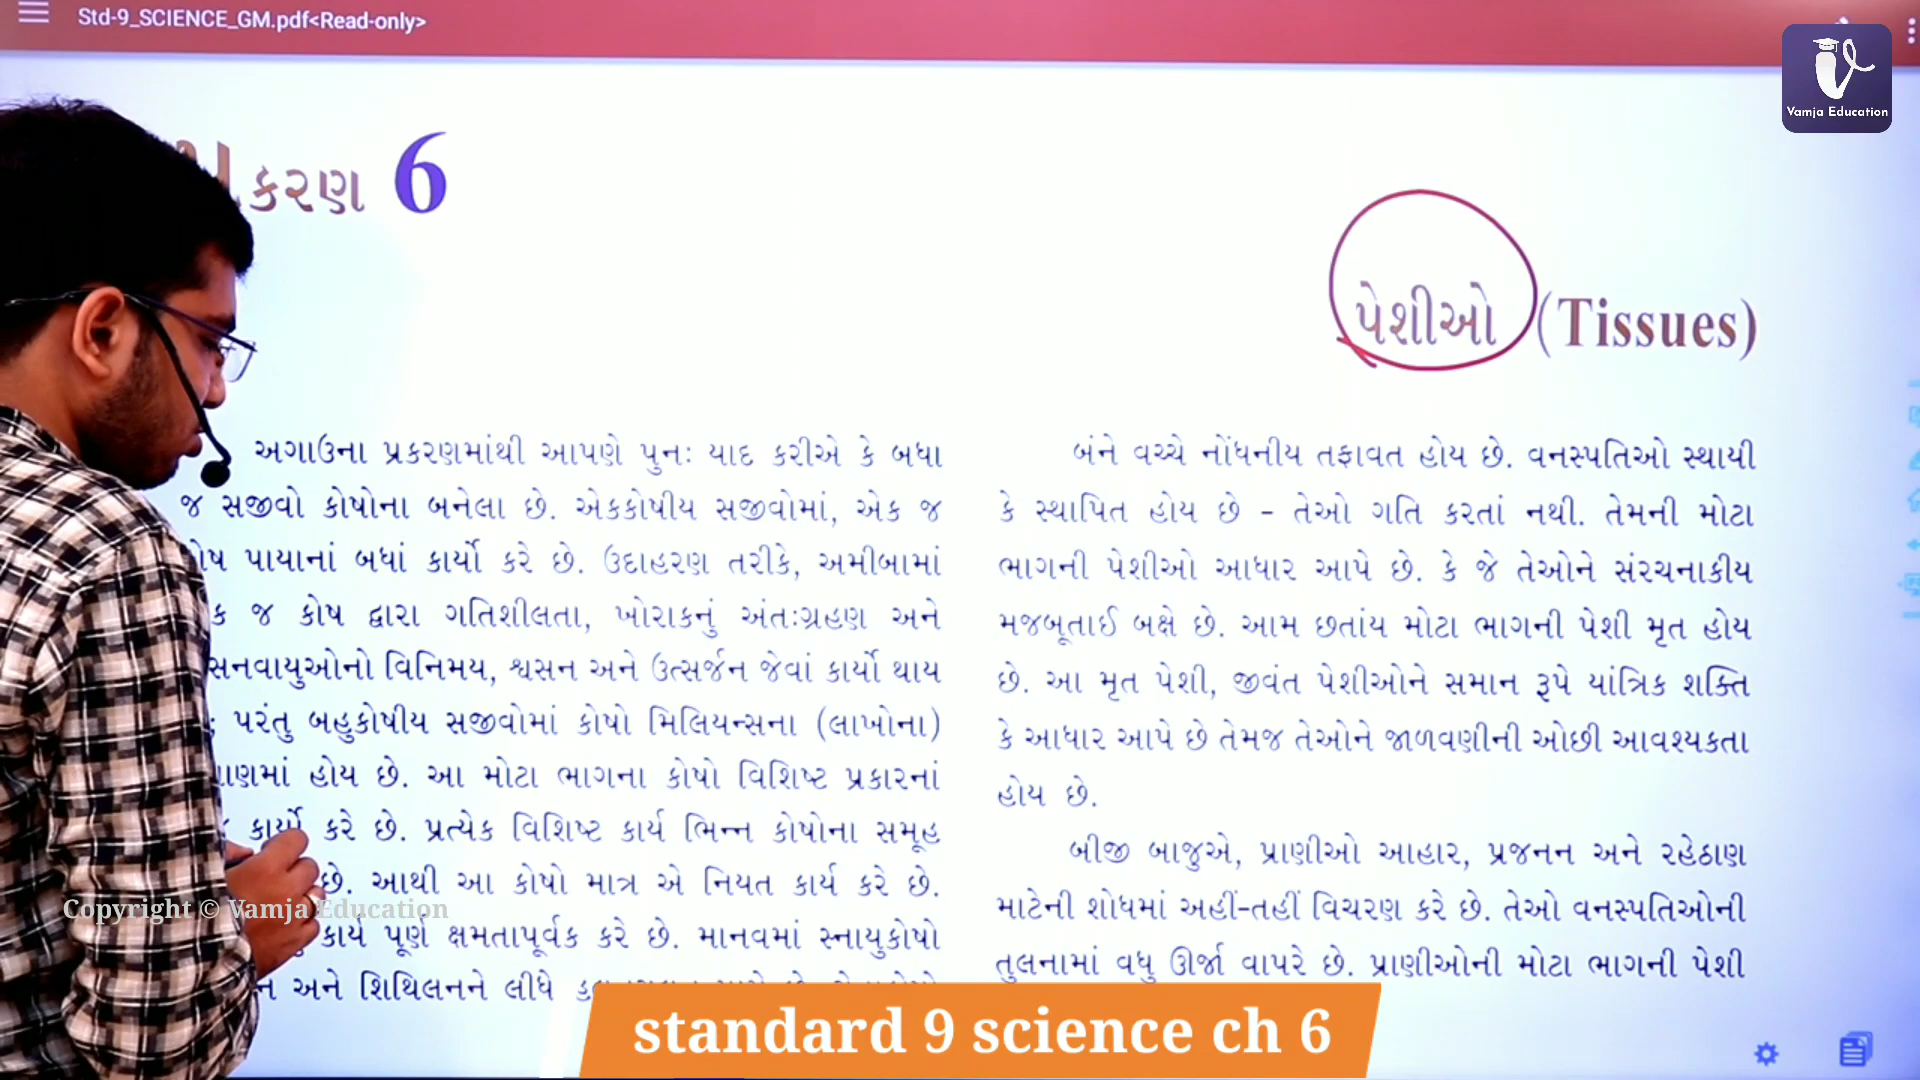 Std-9_SCIENCE_GM.pdf<Read-only>
Vamja Education
કરણ 6
પેશીઓ (Tissues)
અગાઉના પ્રકરણમાંથી આપણે પુનઃ યાદ કરીએ કે બધા
જ સજીવો કોષોના બનેલા છે. એકકોષીય સજીવોમાં, એક જ
પાયાનાં બધાં કાર્યો કરે છે. ઉદાહરણ તરીકે, અમીબામાં
જ કોષ દ્વારા ગતિશીલતા, ખોરાકનું અંતઃગ્રહણ અને
વિનિમય, શ્વસન અને ઉત્સર્જન જેવાં કાર્યો થાય
પરંતુ બહુકોષીય સજીવોમાં કોષો મિલિયન્સના (લાખોના)
હોય છે. આ મોટા ભાગના કોષો વિશિષ્ટ પ્રકારનાં
કાર્યો કરે છે. પ્રત્યેક વિશિષ્ટ કાર્ય ભિન્ન કોષોના સમૂહ
છે. આથી આ કોષો માત્ર એ નિયત કાર્ય કરે છે.
કાર્ય પૂર્ણ ક્ષમતાપૂર્વક કરે છે. માનવમાં સ્નાયુકોષો
અને શિથિલનને લીધે
બંને વચ્ચે નોંધનીય તફાવત હોય છે. વનસ્પતિઓ સ્થાયી
કે સ્થાપિત હોય છે – તેઓ ગતિ કરતાં નથી. તેમની મોટા
ભાગની પેશીઓ આધાર આપે છે. કે જે તેઓને સંરચનાકીય
મજબૂતાઈ બક્ષે છે. આમ છતાંય મોટા ભાગની પેશી મૃત હોય
છે. આ મૃત પેશી, જીવંત પેશીઓને સમાન રૂપે યાંત્રિક શક્તિ
કે આધાર આપે છે તેમજ તેઓને જાળવણીની ઓછી આવશ્યકતા
હોય છે.
બીજી બાજુએ, પ્રાણીઓ આહાર, પ્રજનન અને રહેઠાણ
માટેની શોધમાં અહીં-તહીં વિચરણ કરે છે. તેઓ વનસ્પતિઓની
તુલનામાં વધુ ઊર્જા વાપરે છે. પ્રાણીઓની મોટા ભાગની પેશી
Copyright © Vamja Education
standard 9 science ch 6